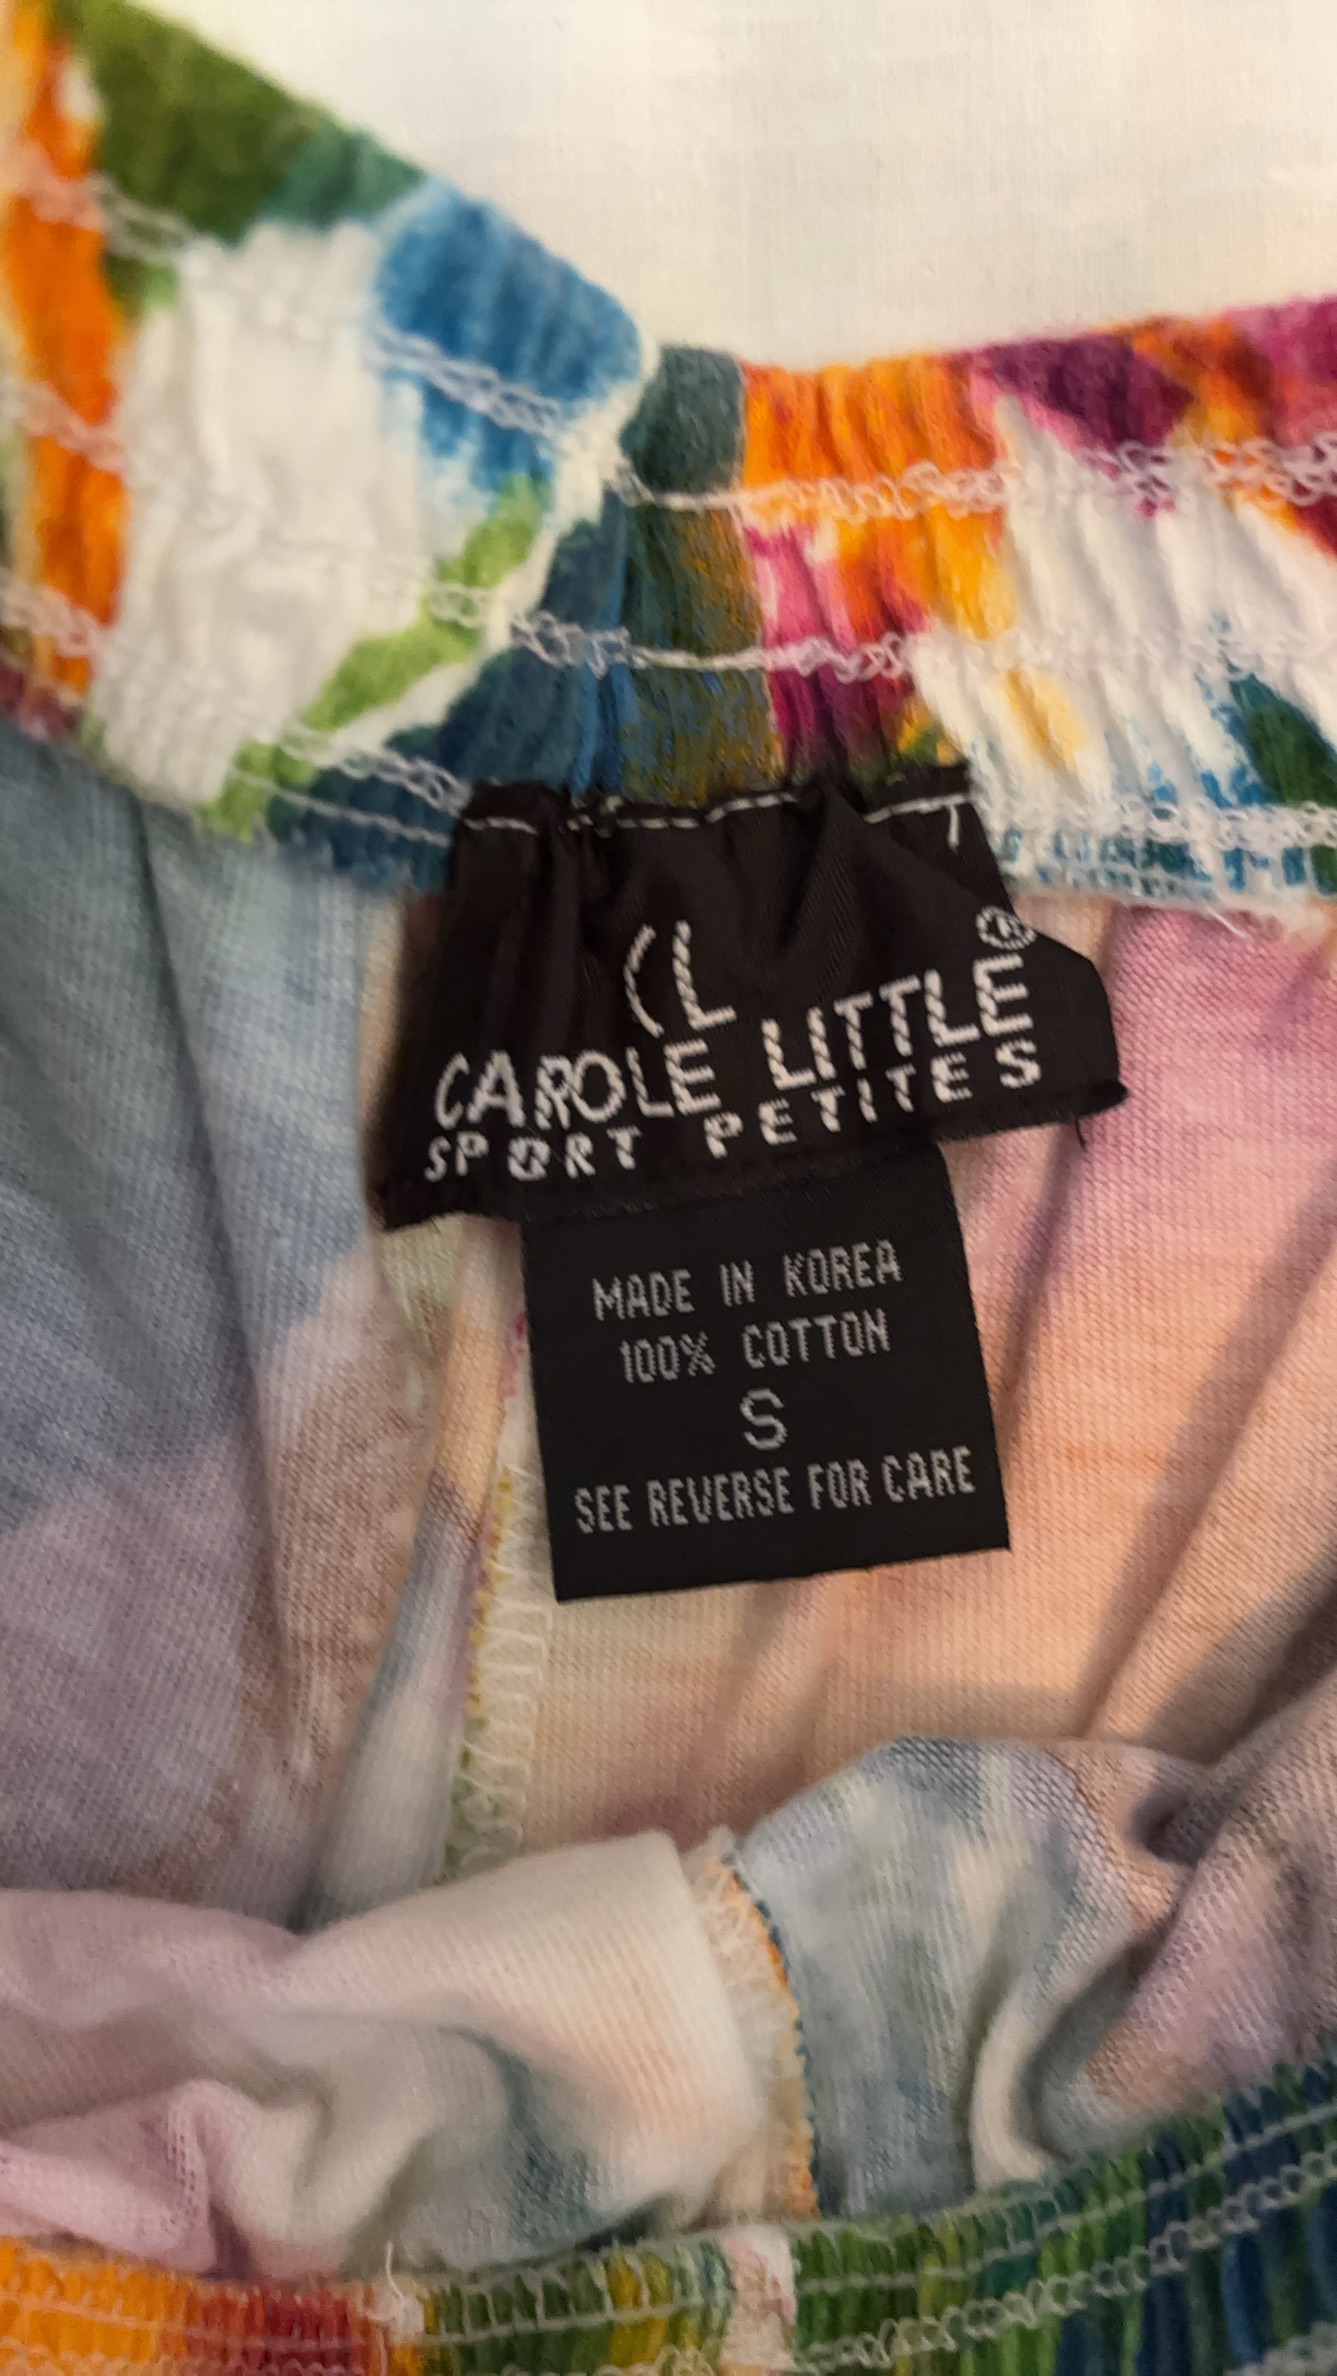 CL
CAROLE LITTLE®
SPORT PETITES
MADE IN KOREA
100% COTTON
S
SEE REVERSE FOR CARE